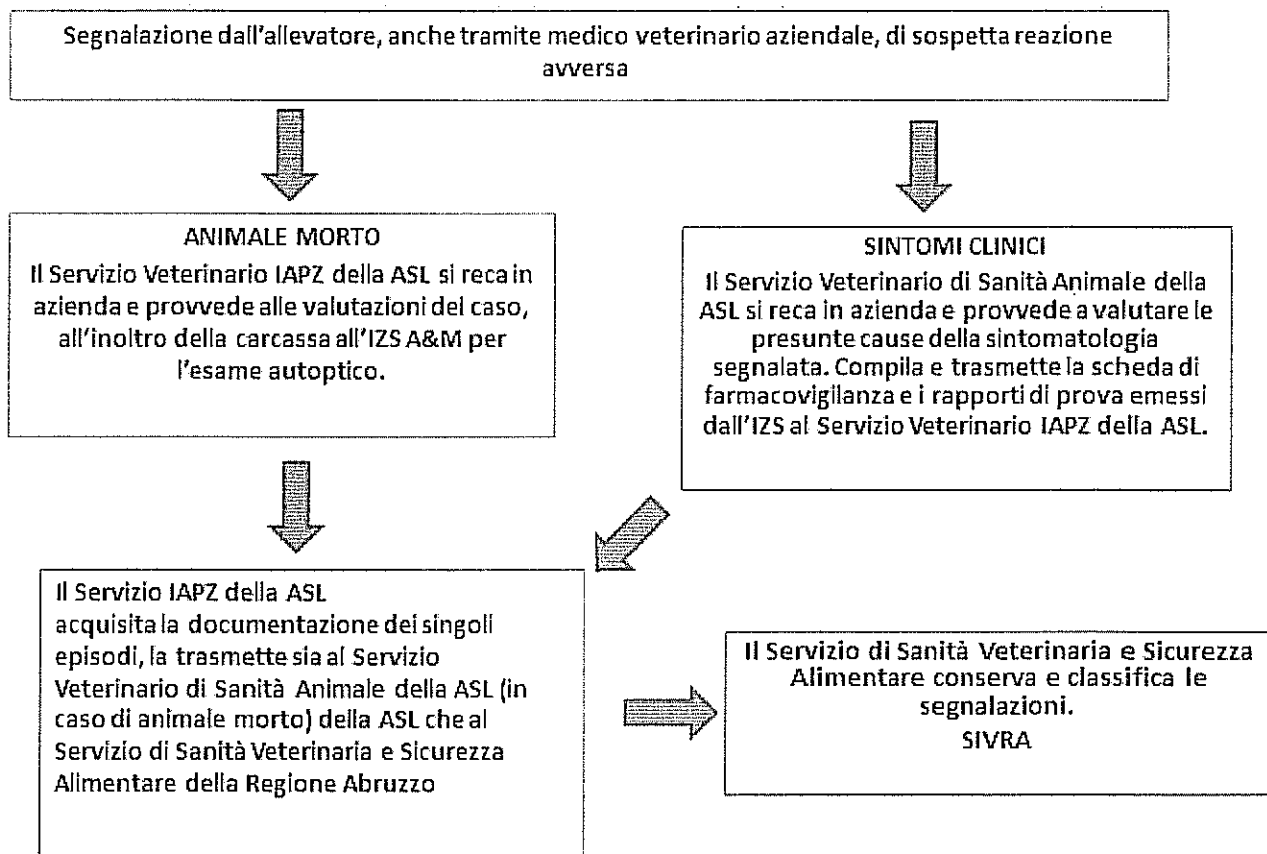 Segnalazione dall'allevatore, anche tramite medico veterinario aziendale, di sospetta reazione
avversa
ANIMALE MORTO
Il Servizio Veterinario IAPZ della ASL si reca in
azienda e provvede alle valutazioni del caso,
all'inoltro della carcassa all'IZS A&M per
l'esame autoptico.
SINTOMI CLINICI
Il Servizio Veterinario di Sanità Animale della
ASL si reca in azienda e provvede a valutare le
presunte cause della sintomatologia
segnalata. Compila e trasmette la scheda di
farmacovigilanza e i rapporti di prova emessi
dall'IZS al Servizio Veterinario IAPZ della ASL.
Il Servizio IAPZ della ASL
acquisita la documentazione dei singoli
episodi, la trasmette sia al Servizio
Veterinario di Sanità Animale della ASL (in
caso di animale morto) della ASL che al
Servizio di Sanità Veterinaria e Sicurezza
Alimentare della Regione Abruzzo
Il Servizio di Sanità Veterinaria e Sicurezza
Alimentare conserva e classifica le
segnalazioni.
SIVRA